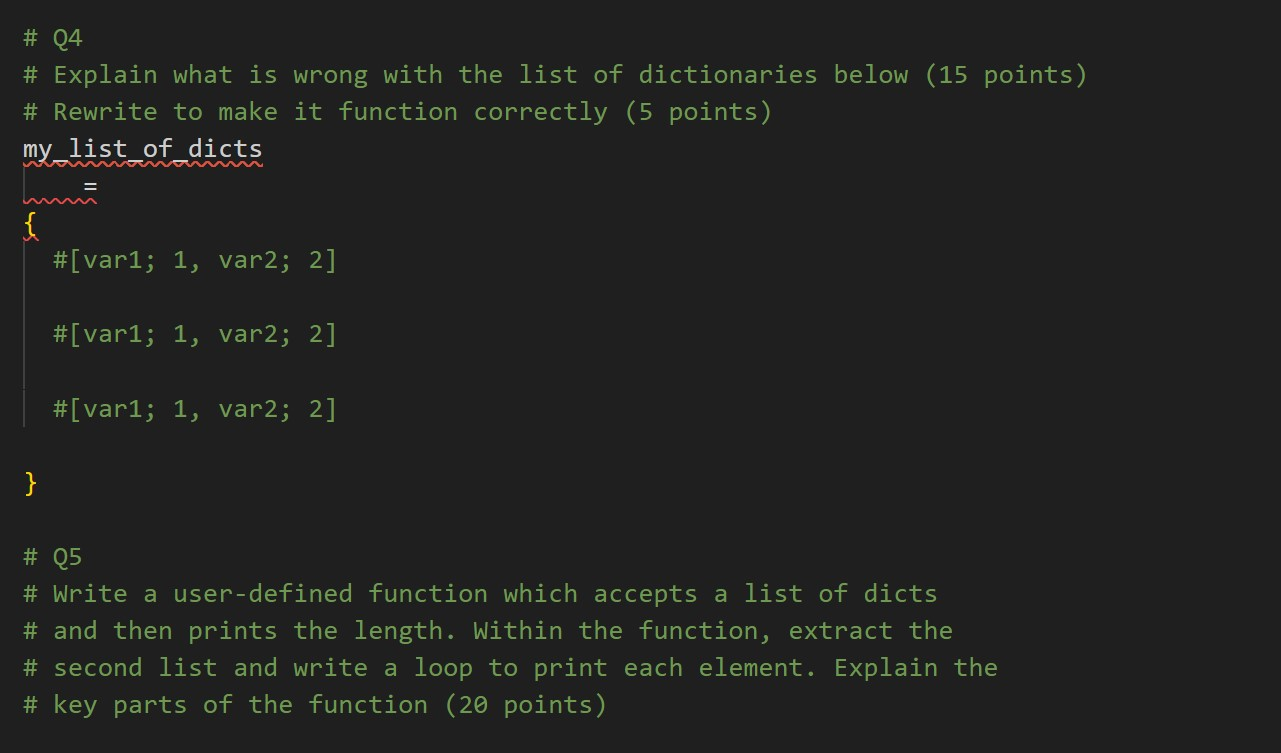 # Q4
# Explain what is wrong with the list of dictionaries below (15 points)
# Rewrite to make it function correctly (5 points)
my_list_of_dicts
    =
{
  #[var1; 1, var2; 2]
  #[var1; 1, var2; 2]
  #[var1; 1, var2; 2]
}
# Q5
# Write a user-defined function which accepts a list of dicts
# and then prints the length. Within the function, extract the
# second list and write a loop to print each element. Explain the
# key parts of the function (20 points)